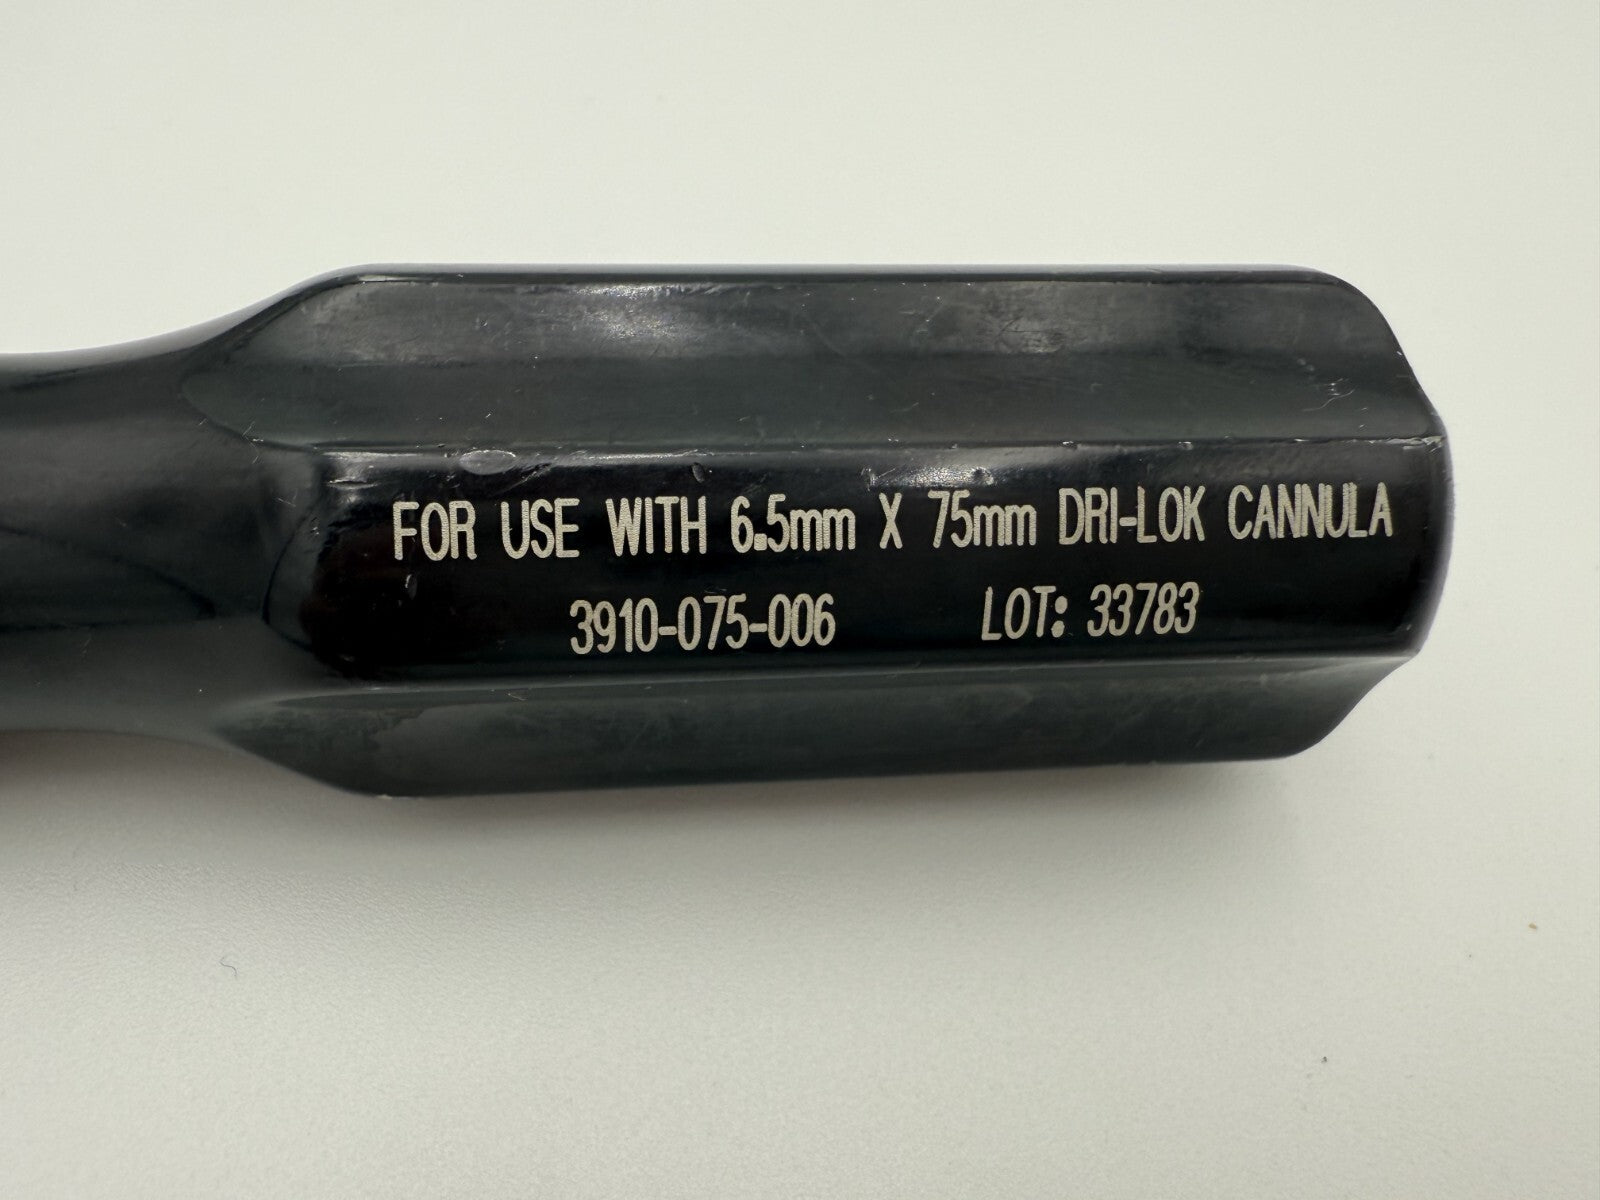 FOR USE WITH 6.5mm X 75mm DRI-LOK CANNULA
3910-075-006 LOT: 33783